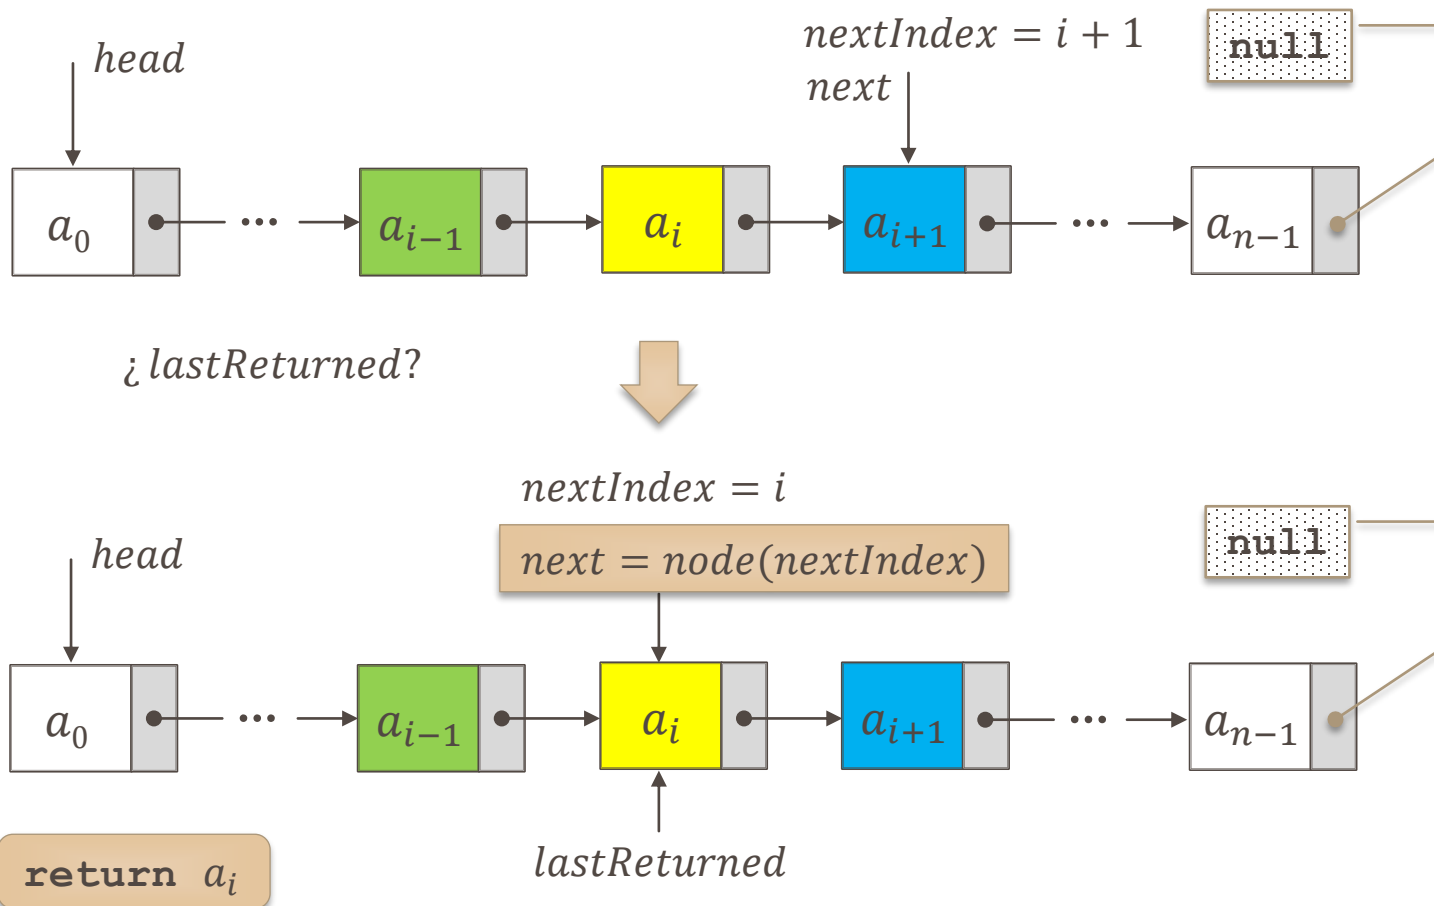 nextIndex = i + 1
null
head
next
a₀ ... aᵢ₋₁ aᵢ aᵢ₊₁ ... aₙ₋₁
¿ lastReturned?
nextIndex = i
null
head
next = node(nextIndex)
a₀ ... aᵢ₋₁ aᵢ aᵢ₊₁ ... aₙ₋₁
lastReturned
return aᵢ